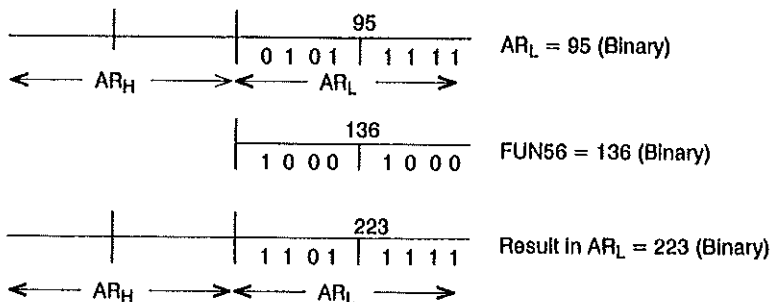 95
0 1 0 1 1 1 1 1 AR_L = 95 (Binary)
AR_H AR_L
136
1 0 0 0 1 0 0 0 FUN56 = 136 (Binary)
223
1 1 0 1 1 1 1 1 Result in AR_L = 223 (Binary)
AR_H AR_L